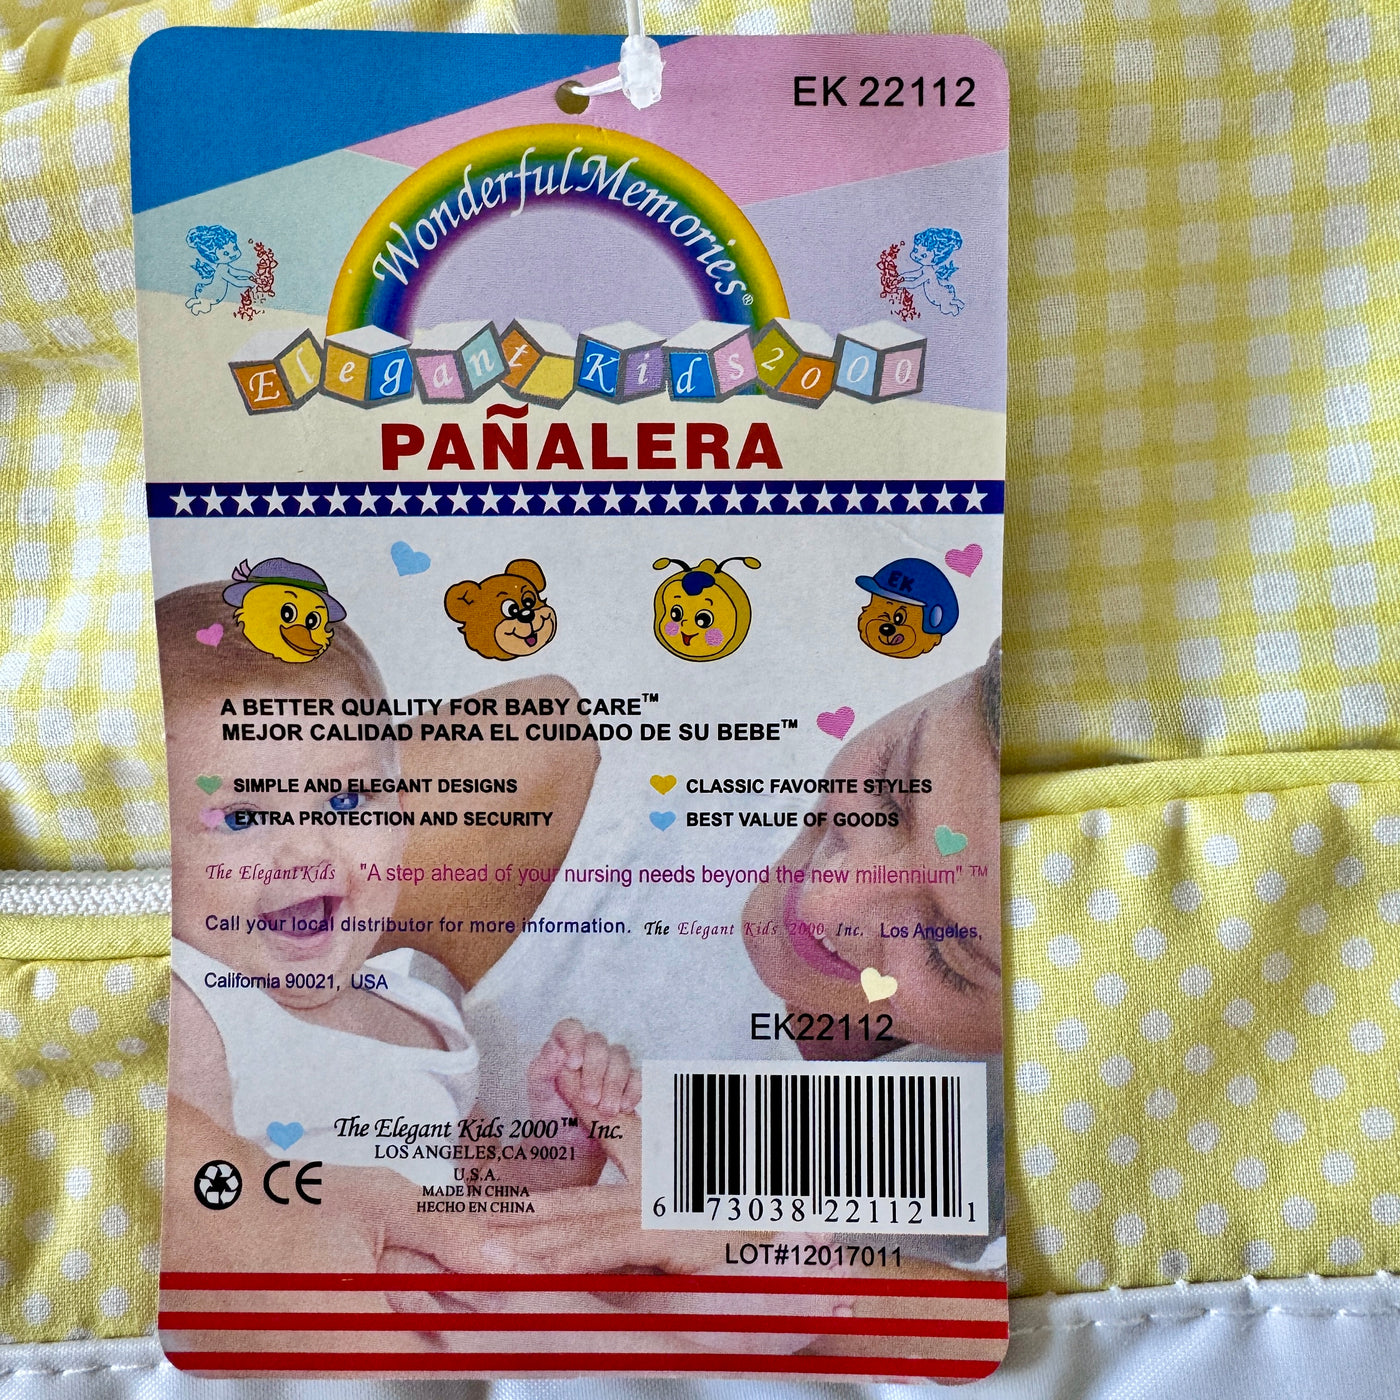 EK 22112
Wonderful Memories®
Elegant Kids 2000
PAÑALERA
EK
A BETTER QUALITY FOR BABY CARE™
MEJOR CALIDAD PARA EL CUIDADO DE SU BEBE™
SIMPLE AND ELEGANT DESIGNS
CLASSIC FAVORITE STYLES
EXTRA PROTECTION AND SECURITY
BEST VALUE OF GOODS
The Elegant Kids "A step ahead of your nursing needs beyond the new millennium" ™
Call your local distributor for more information. The Elegant Kids 2000 Inc. Los Angeles,
California 90021, USA
EK22112
The Elegant Kids 2000™ Inc.
LOS ANGELES,CA 90021
U.S.A.
MADE IN CHINA
HECHO EN CHINA
CE
6 73038 22112 1
LOT#12017011